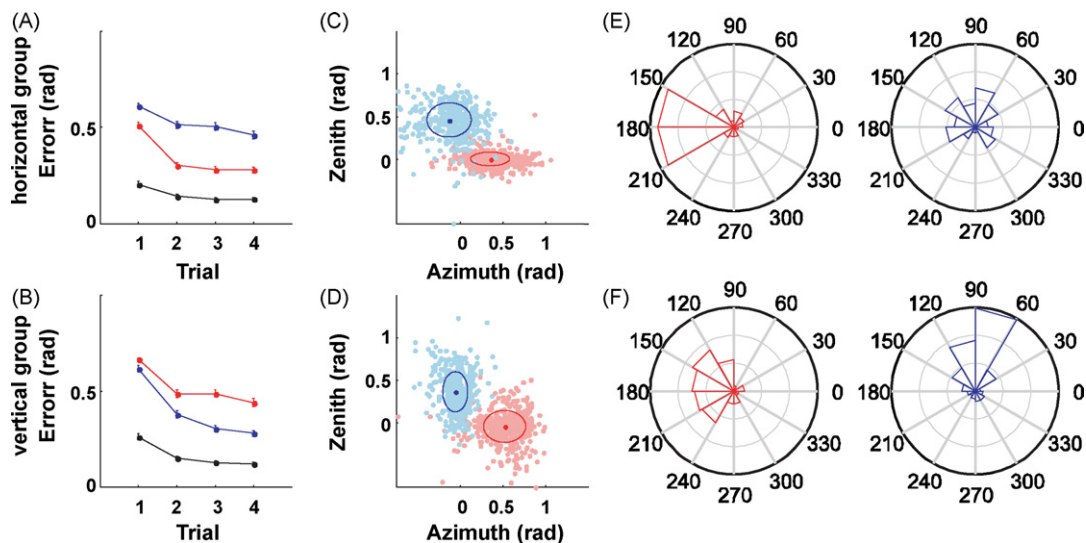 (A)
horizontal group
Erorr (rad)
0.5
0
1 2 3 4
Trial
(C)
Zenith (rad)
1
0.5
0
0 0.5 1
Azimuth (rad)
(E)
90
120 60
150 30
180 0
210 330
240 300
270
90
120 60
150 30
180 0
210 330
240 300
270
(B)
vertical group
Erorr (rad)
0.5
0
1 2 3 4
Trial
(D)
Zenith (rad)
1
0.5
0
0 0.5 1
Azimuth (rad)
(F)
90
120 60
150 30
180 0
210 330
240 300
270
90
120 60
150 30
180 0
210 330
240 300
270